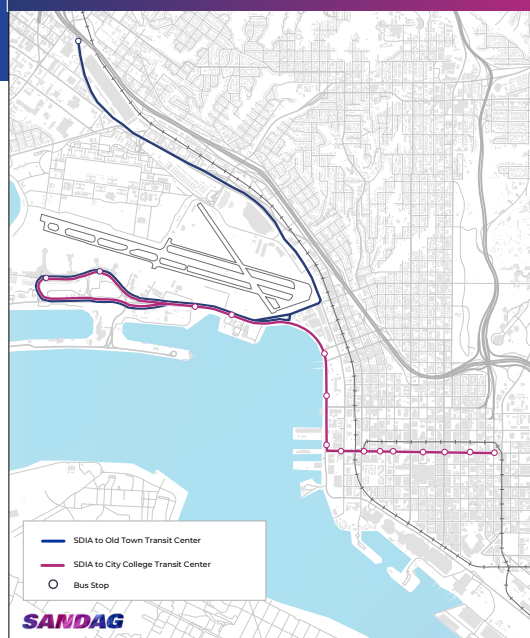 SDIA to Old Town Transit Center
SDIA to City College Transit Center
Bus Stop
SANDAG